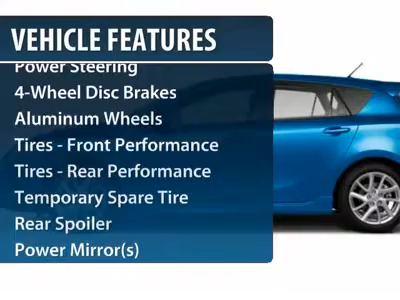 VEHICLE FEATURES
Power Steering
4-Wheel Disc Brakes
Aluminum Wheels
Tires - Front Performance
Tires - Rear Performance
Temporary Spare Tire
Rear Spoiler
Power Mirror(s)